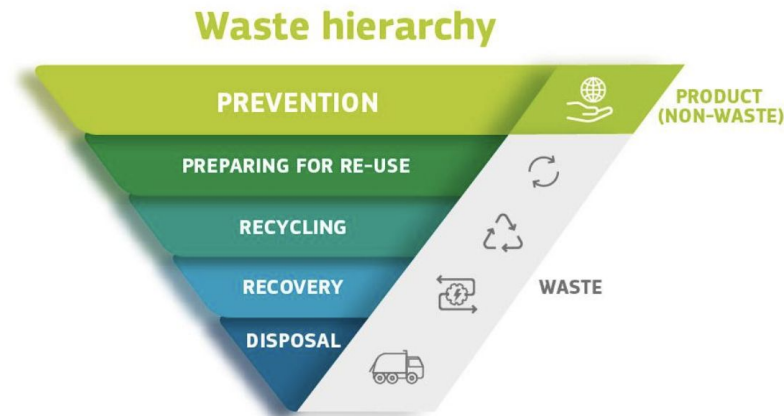 Waste hierarchy
PREVENTION
PRODUCT
(NON-WASTE)
PREPARING FOR RE-USE
RECYCLING
RECOVERY
WASTE
DISPOSAL